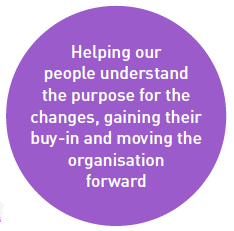 Helping our
people understand
the purpose for the
changes, gaining their
buy-in and moving the
organisation
forward